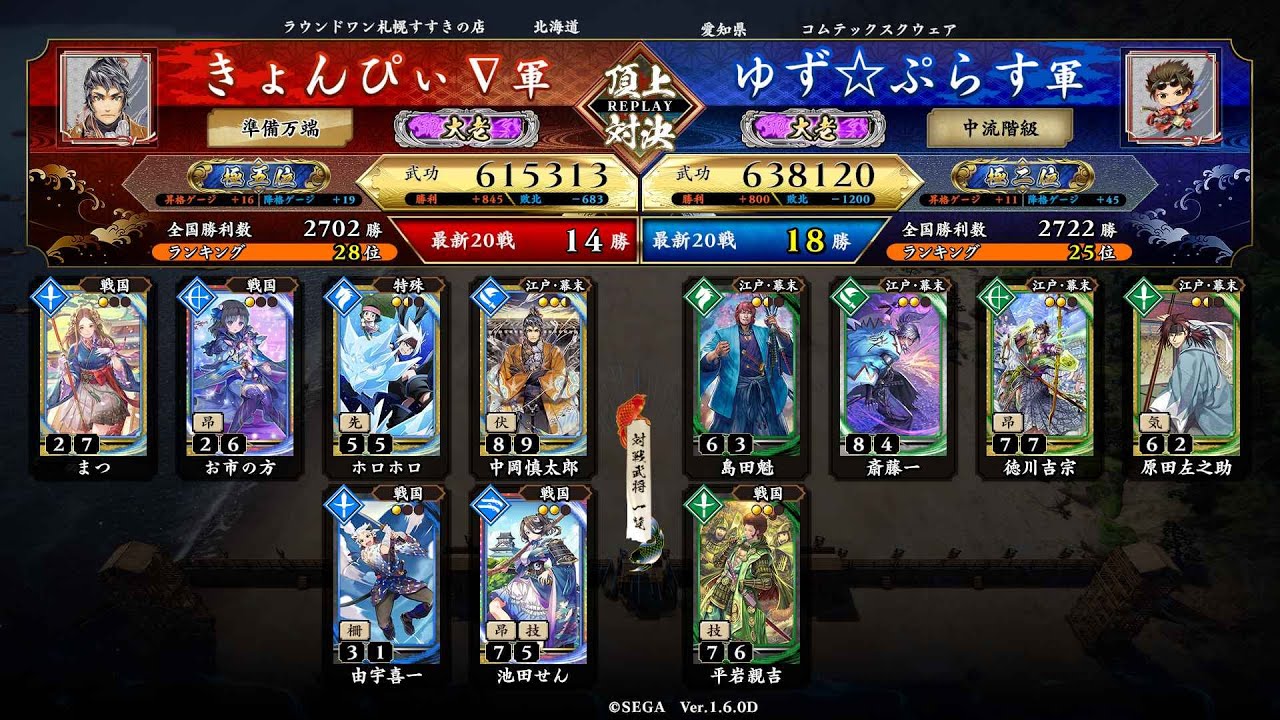 ラウンドワン札幌すすきの店 北海道 愛知県 コムテックスクウェア
きょんぴぃ∇軍 頂上 REPLAY 対決 ゆず☆ぷらす軍
準備万端 大老 大老 中流階級
極五位 武功 615313 武功 638120 極二位
昇格ゲージ +16 降格ゲージ +19 勝利 +845 敗北 -683 勝利 +800 敗北 -1200 昇格ゲージ +11 降格ゲージ +45
全国勝利数 2702勝 最新20戦 14勝 最新20戦 18勝 全国勝利数 2722勝
ランキング 28位 ランキング 25位
戦国 戦国 特殊 江戸・幕末 江戸・幕末 江戸・幕末 江戸・幕末 江戸・幕末
昴 先 伏 昴 気
2 7 2 6 5 5 8 9 6 3 8 4 7 7 6 2
まつ お市の方 ホロホロ 中岡慎太郎 島田魁 斎藤一 徳川吉宗 原田左之助
対戦武将一覧
戦国 戦国 戦国
柵 昴 技 技
3 1 7 5 7 6
由宇喜一 池田せん 平岩親吉
©SEGA Ver.1.6.0D